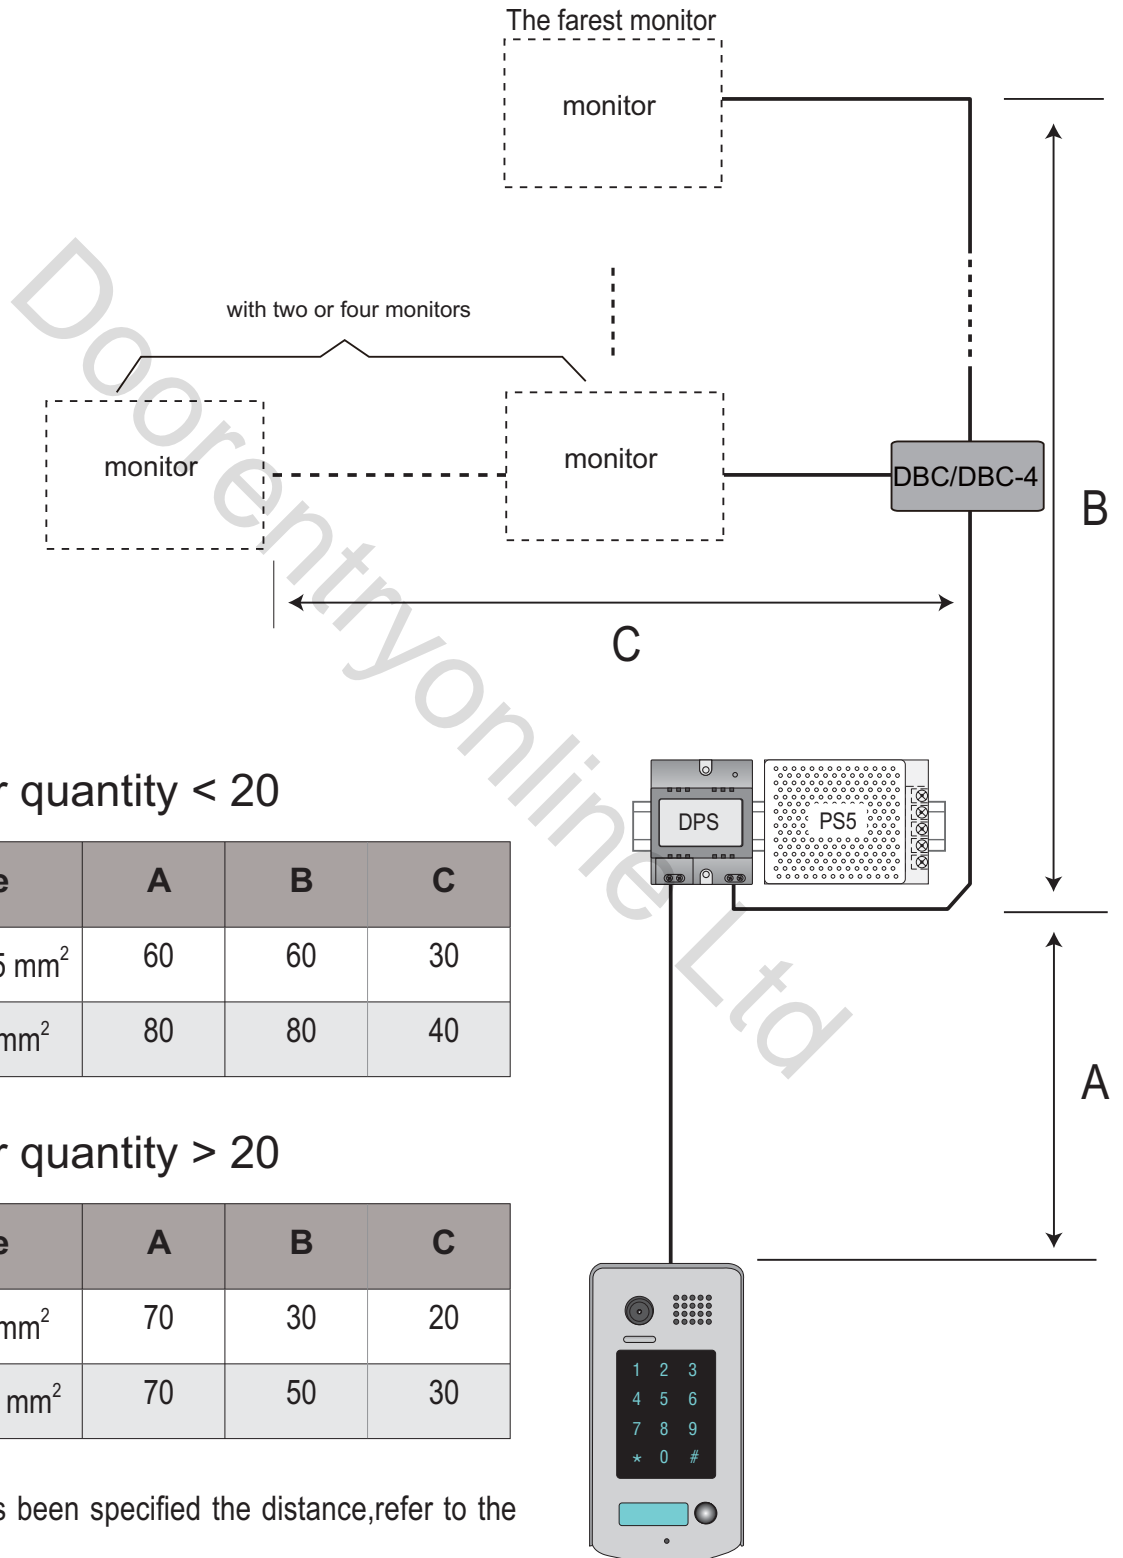 The farest monitor
monitor
with two or four monitors
monitor
monitor
DBC/DBC-4
B
C
DPS
PS5
quantity < 20
A B C
mm²
60 60 30
mm²
80 80 40
A
quantity > 20
A B C
mm²
70 30 20
mm²
70 50 30
1 2 3
4 5 6
7 8 9
* 0 #
been specified the distance,refer to the
Doorentryonline Ltd